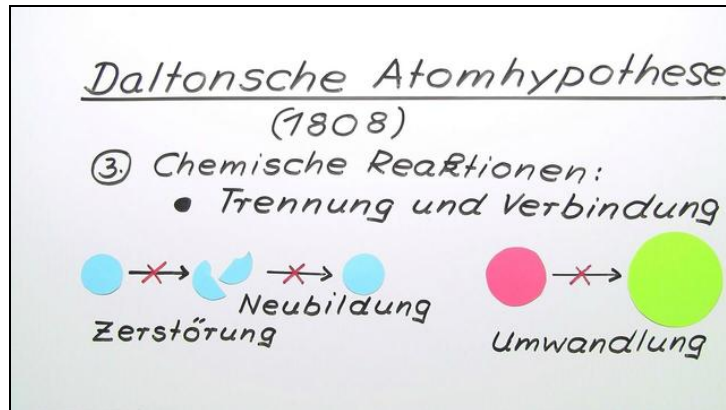 Daltonsche Atomhypothese
(1808)
3. Chemische Reaktionen:
• Trennung und Verbindung
Neubildung
Zerstörung
Umwandlung